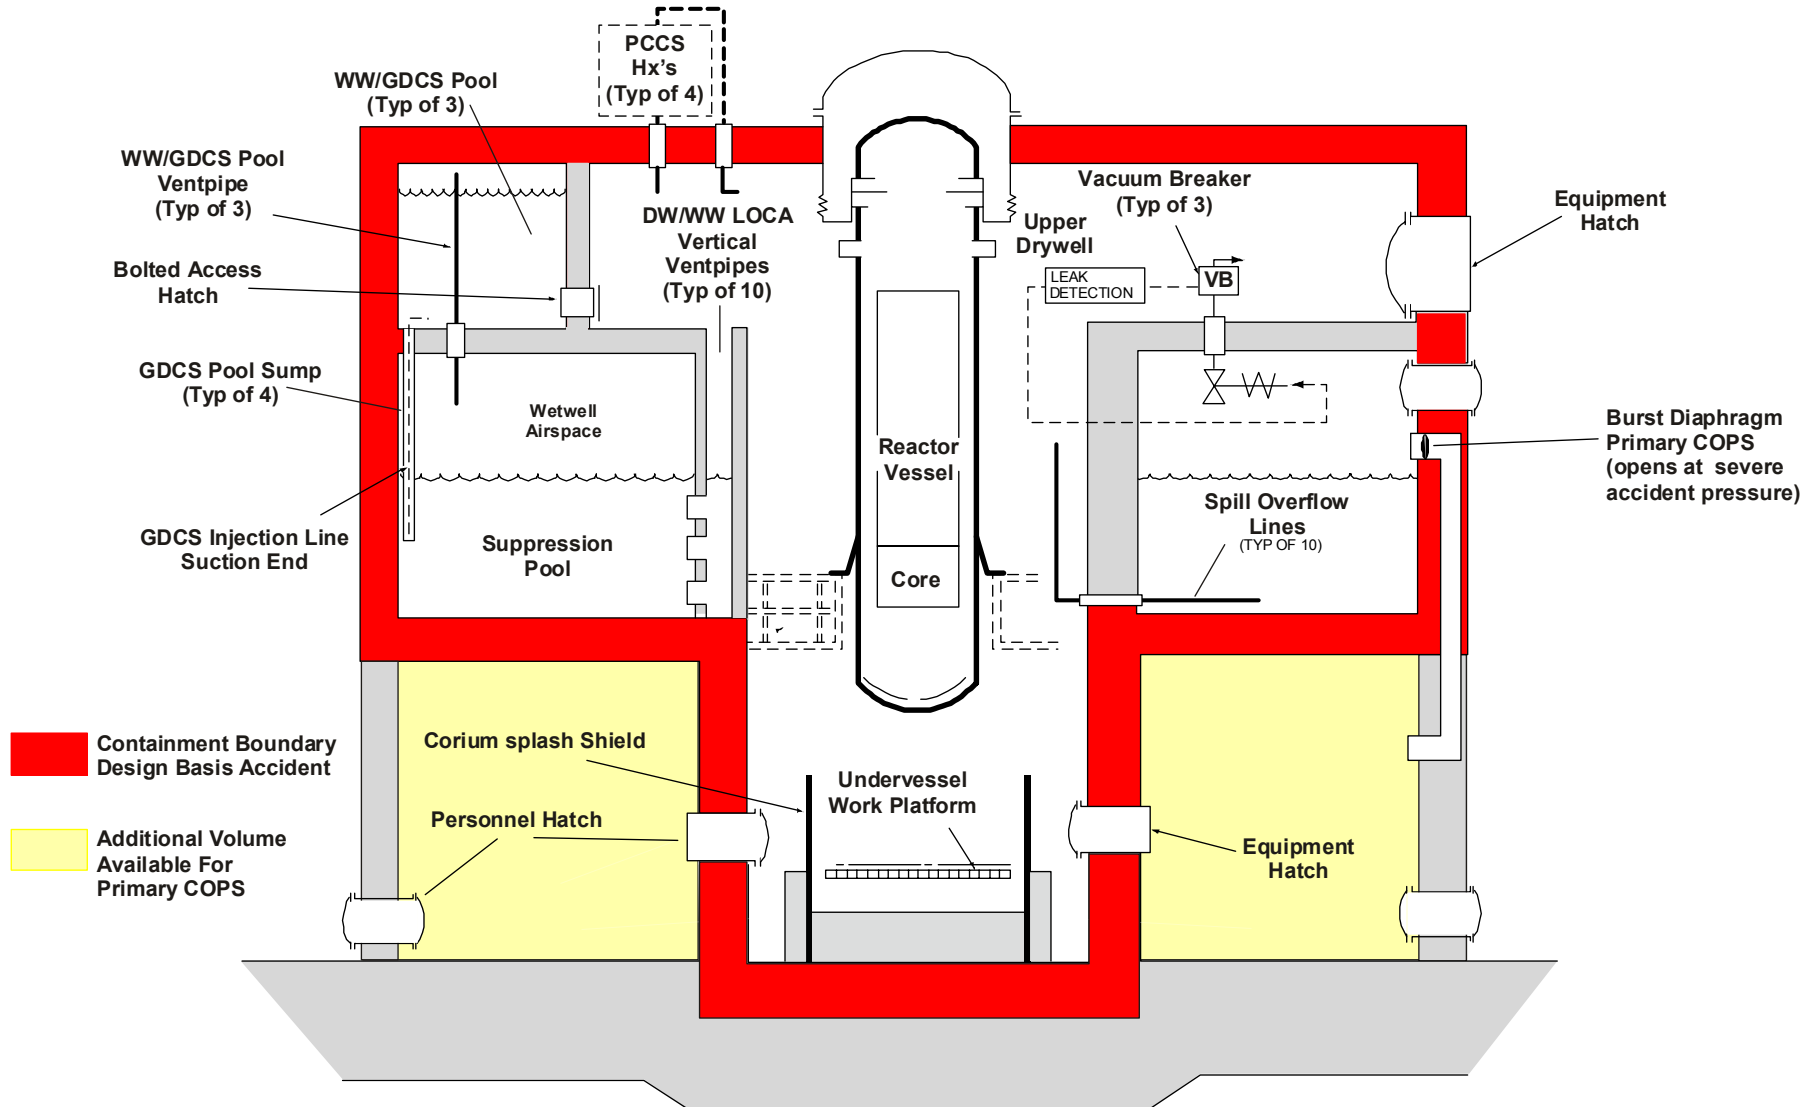 PCCS
Hx's
(Typ of 4)
WW/GDCS Pool
(Typ of 3)
WW/GDCS Pool
Ventpipe
(Typ of 3)
Bolted Access
Hatch
GDCS Pool Sump
(Typ of 4)
GDCS Injection Line
Suction End
DW/WW LOCA
Vertical
Ventpipes
(Typ of 10)
Wetwell
Airspace
Suppression
Pool
Reactor
Vessel
Core
Upper
Drywell
Vacuum Breaker
(Typ of 3)
LEAK
DETECTION
VB
Equipment
Hatch
Burst Diaphragm
Primary COPS
(opens at severe
accident pressure)
Spill Overflow
Lines
(TYP OF 10)
Containment Boundary
Design Basis Accident
Additional Volume
Available For
Primary COPS
Corium splash Shield
Personnel Hatch
Undervessel
Work Platform
Equipment
Hatch